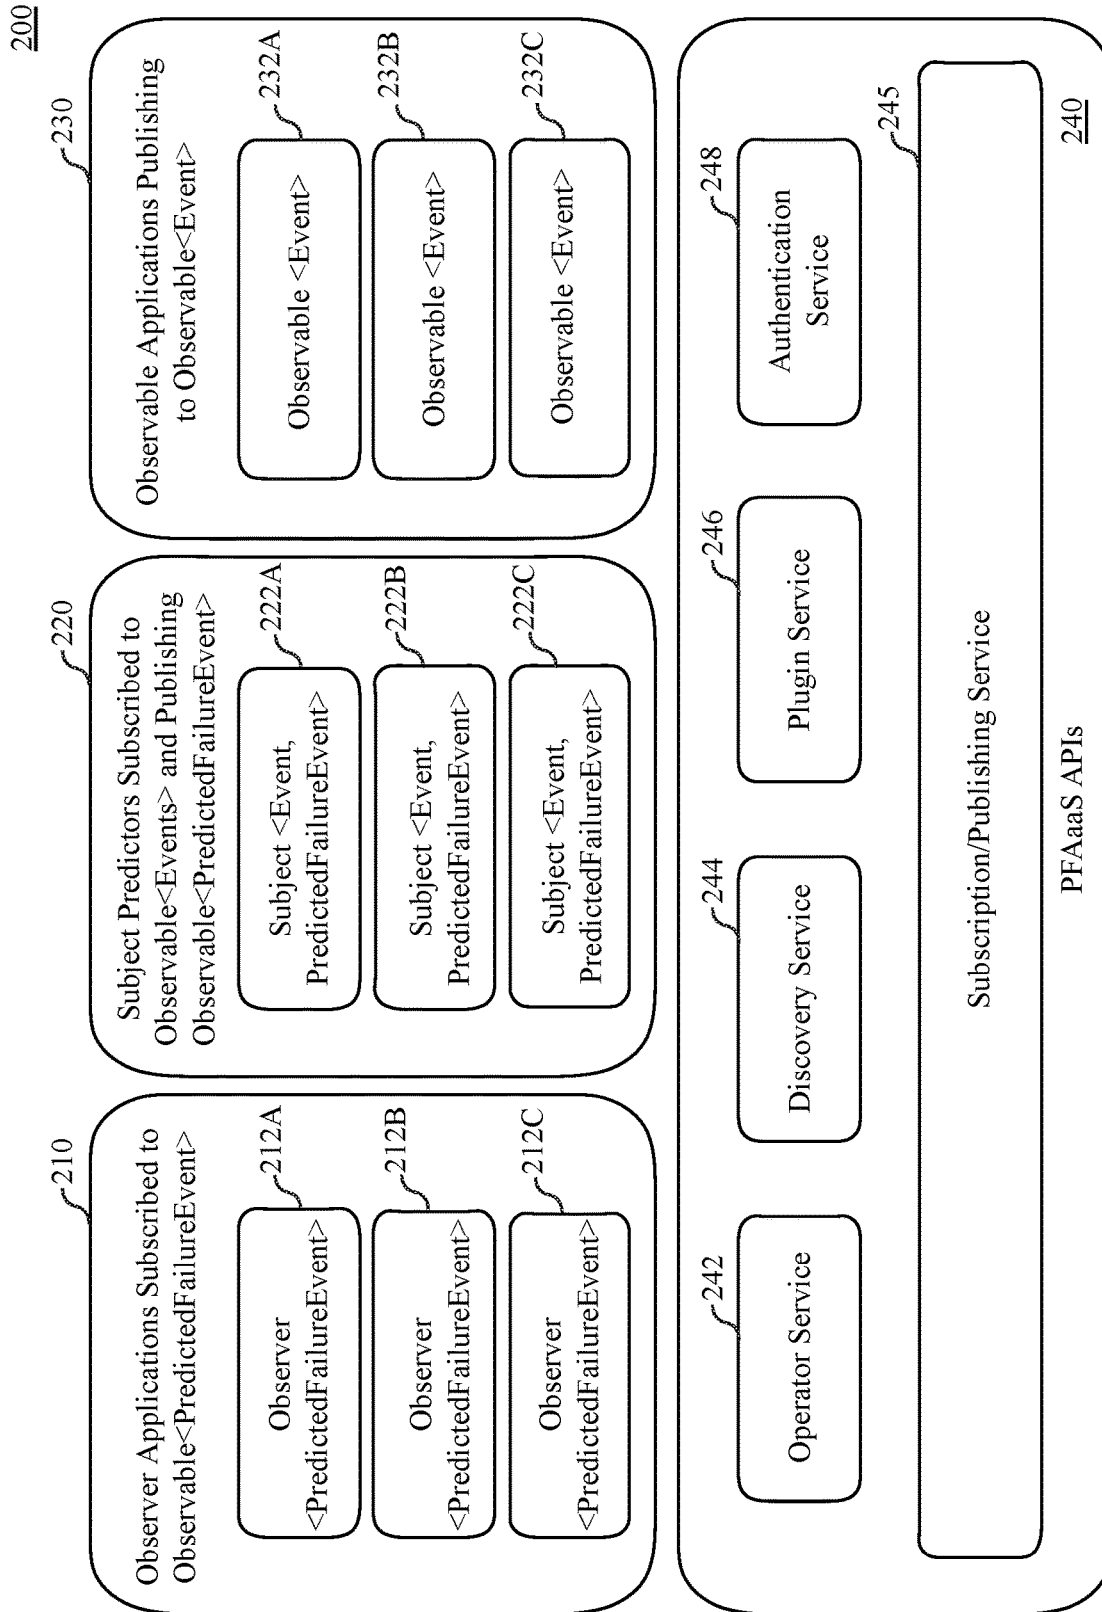 200
210
Observer Applications Subscribed to
Observable<PredictedFailureEvent>
212A
Observer
<PredictedFailureEvent>
212B
Observer
<PredictedFailureEvent>
212C
Observer
<PredictedFailureEvent>
220
Subject Predictors Subscribed to
Observable<Events> and Publishing
Observable<PredictedFailureEvent>
222A
Subject <Event,
PredictedFailureEvent>
222B
Subject <Event,
PredictedFailureEvent>
222C
Subject <Event,
PredictedFailureEvent>
230
Observable Applications Publishing
to Observable<Event>
232A
Observable <Event>
232B
Observable <Event>
232C
Observable <Event>
242
Operator Service
244
Discovery Service
246
Plugin Service
248
Authentication
Service
245
Subscription/Publishing Service
PFAaaS APIs
240